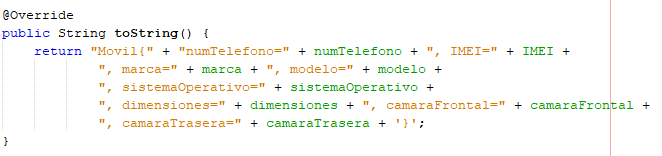 @Override
public String toString() {
    return "Movil{" + "numTelefono=" + numTelefono + ", IMEI=" + IMEI +
            ", marca=" + marca + ", modelo=" + modelo +
            ", sistemaOperativo=" + sistemaOperativo +
            ", dimensiones=" + dimensiones + ", camaraFrontal=" + camaraFrontal +
            ", camaraTrasera=" + camaraTrasera + '}';
}